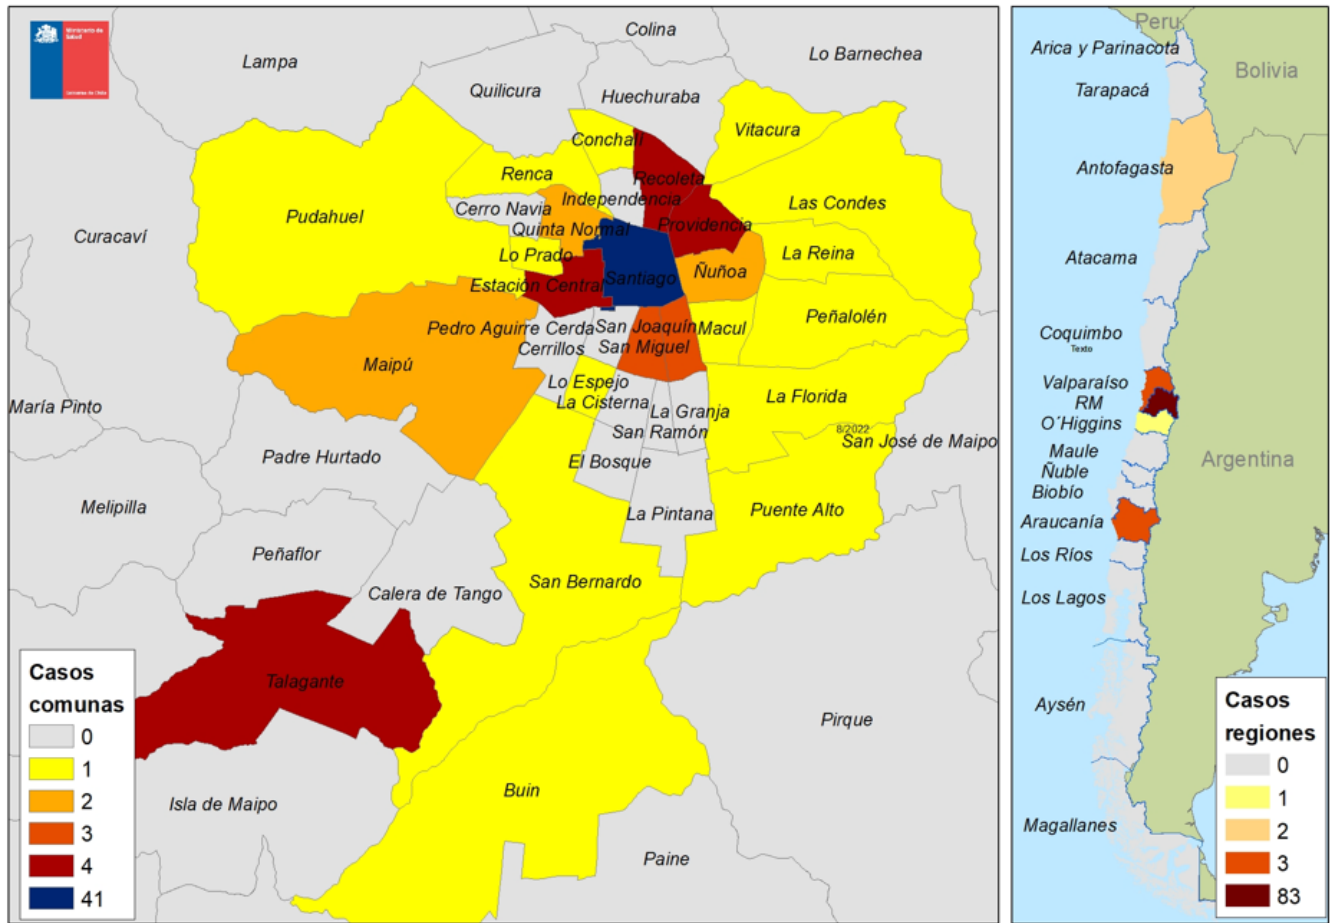 Ministerio de
Salud
Gobierno de Chile
Colina
Lampa
Lo Barnechea
Quilicura
Huechuraba
Vitacura
Conchalí
Renca
Recoleta
Independencia
Las Condes
Cerro Navia
Pudahuel
Providencia
Quinta Normal
Curacaví
La Reina
Lo Prado
Ñuñoa
Santiago
Estación Central
Peñalolén
Pedro Aguirre Cerda
San Joaquín
Macul
Cerrillos
San Miguel
Maipú
Lo Espejo
La Florida
La Cisterna
María Pinto
La Granja
8/2022
San Ramón
San José de Maipo
Padre Hurtado
El Bosque
Melipilla
Puente Alto
La Pintana
Peñaflor
San Bernardo
Calera de Tango
Talagante
Pirque
Buin
Isla de Maipo
Paine
Casos
comunas
0
1
2
3
4
41
Peru
Arica y Parinacota
Bolivia
Tarapacá
Antofagasta
Atacama
Coquimbo
Texto
Valparaíso
RM
O´Higgins
Maule
Argentina
Ñuble
Biobío
Araucanía
Los Ríos
Los Lagos
Aysén
Magallanes
Casos
regiones
0
1
2
3
83